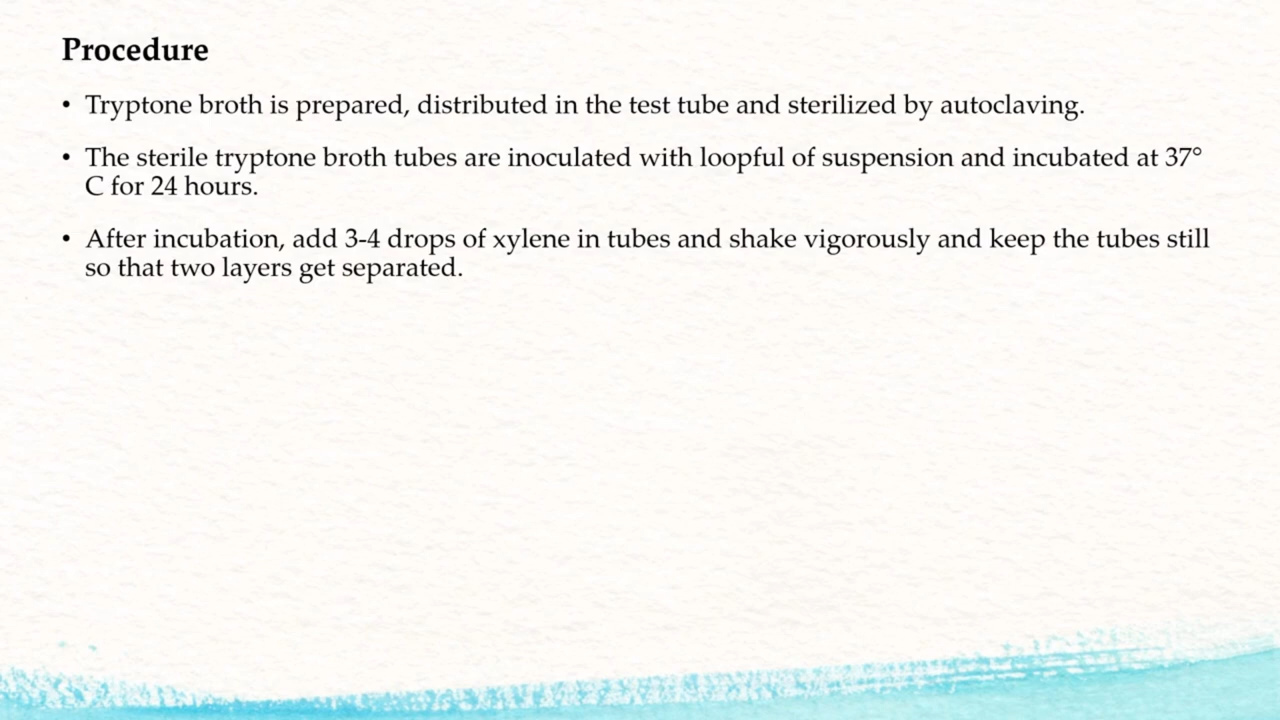 Procedure
• Tryptone broth is prepared, distributed in the test tube and sterilized by autoclaving.
• The sterile tryptone broth tubes are inoculated with loopful of suspension and incubated at 37°
C for 24 hours.
• After incubation, add 3-4 drops of xylene in tubes and shake vigorously and keep the tubes still
so that two layers get separated.